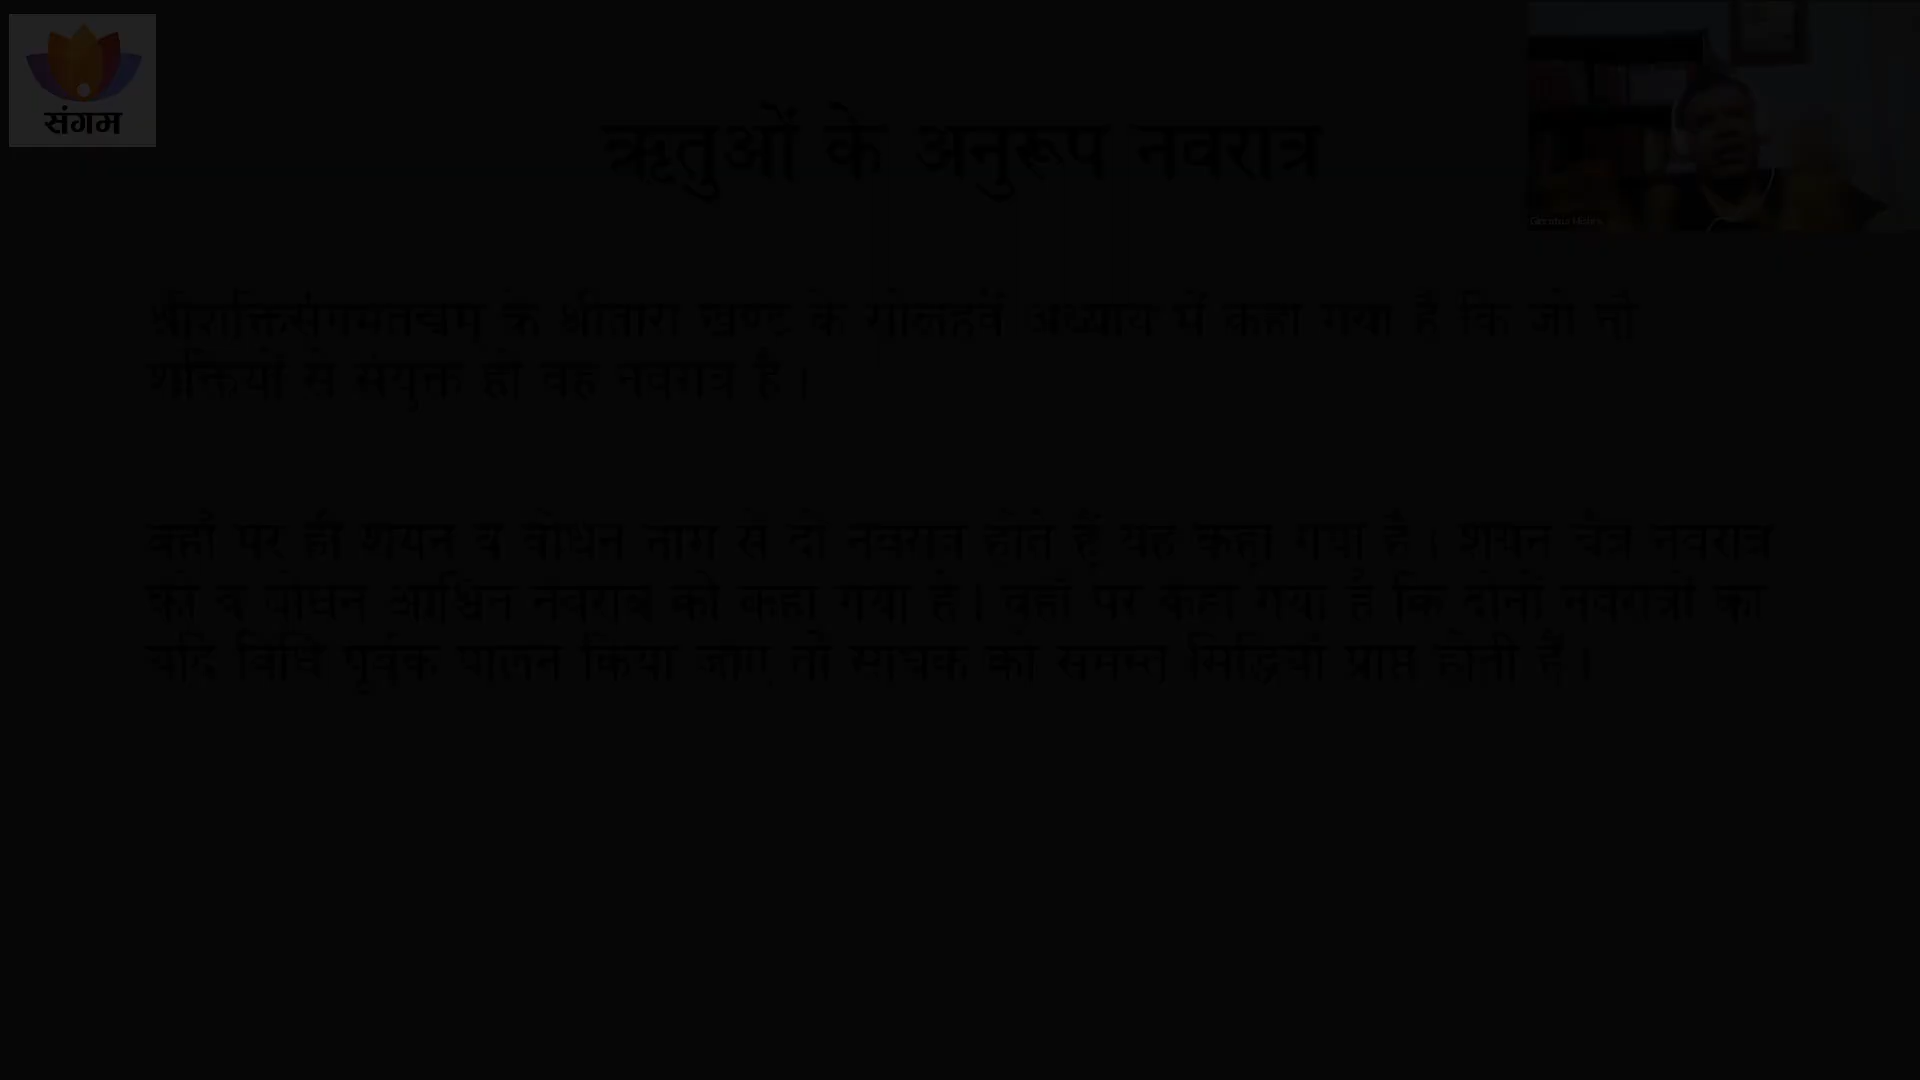 संगम
ऋतुओं के अनुरूप नवरात्र
श्रीशक्तिसंगमतन्त्रम् के श्रीतारा खण्ड के सोलहवें अध्याय में कहा गया है कि जो नौ
शक्तियों से संयुक्त हो वह नवरात्र है ।
वहाँ पर ही शयन व बोधन नाम से दो नवरात्र होते हैं यह कहा गया है । शयन चैत्र नवरात्र
को व बोधन आश्विन नवरात्र को कहा गया है । वहाँ पर कहा गया है कि दोनों नवरात्रों का
यदि विधि पूर्वक पालन किया जाए तो साधक को समस्त सिद्धियां प्राप्त होती हैं ।